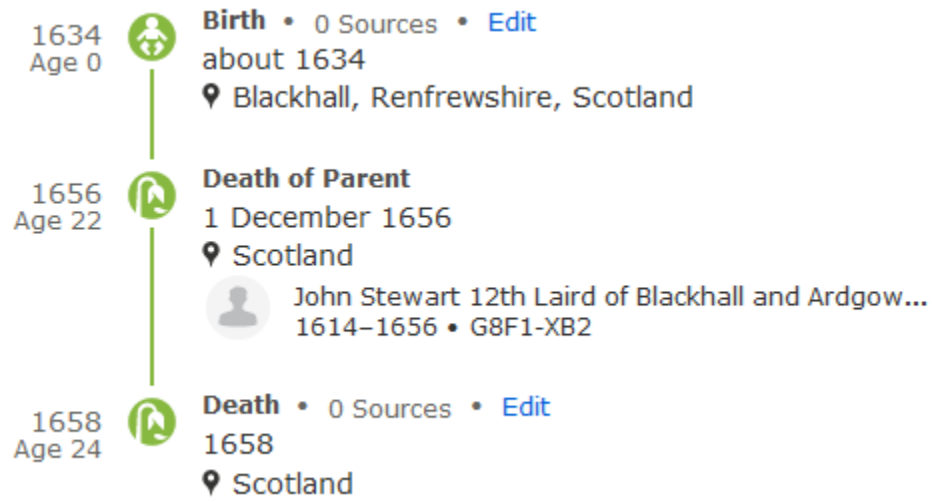 1634
Age 0
Birth • 0 Sources • Edit
about 1634
Blackhall, Renfrewshire, Scotland
1656
Age 22
Death of Parent
1 December 1656
Scotland
John Stewart 12th Laird of Blackhall and Ardgow...
1614–1656 • G8F1-XB2
1658
Age 24
Death • 0 Sources • Edit
1658
Scotland